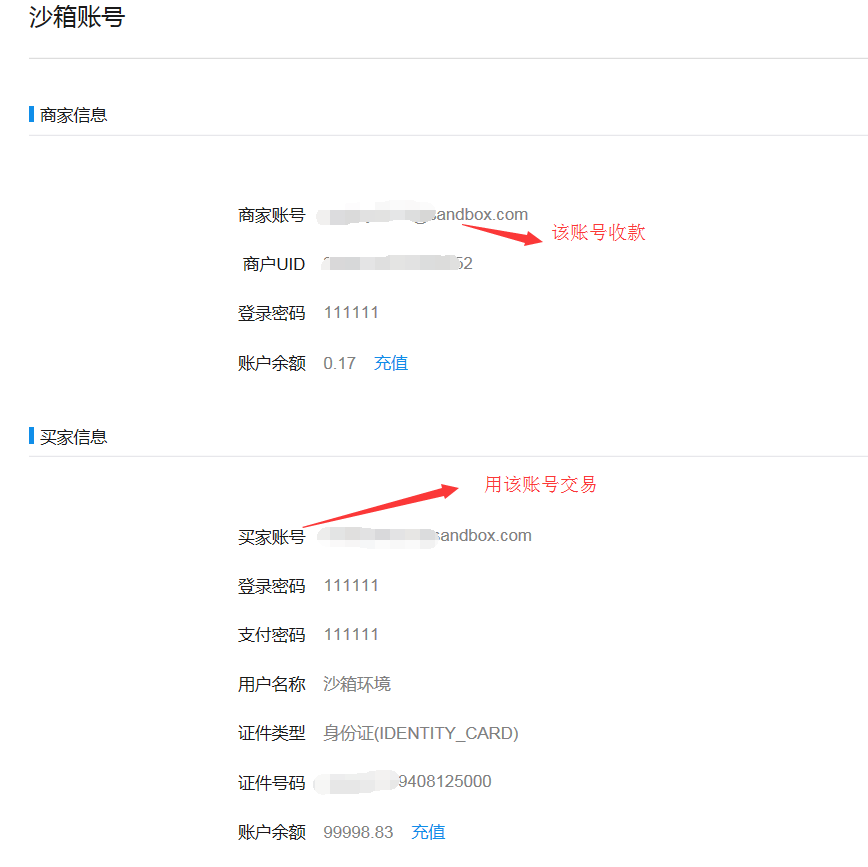 沙箱账号
商家信息
商家账号 @sandbox.com
该账号收款
商户UID 52
登录密码 111111
账户余额 0.17 充值
买家信息
用该账号交易
买家账号 sandbox.com
登录密码 111111
支付密码 111111
用户名称 沙箱环境
证件类型 身份证(IDENTITY_CARD)
证件号码 9408125000
账户余额 99998.83 充值